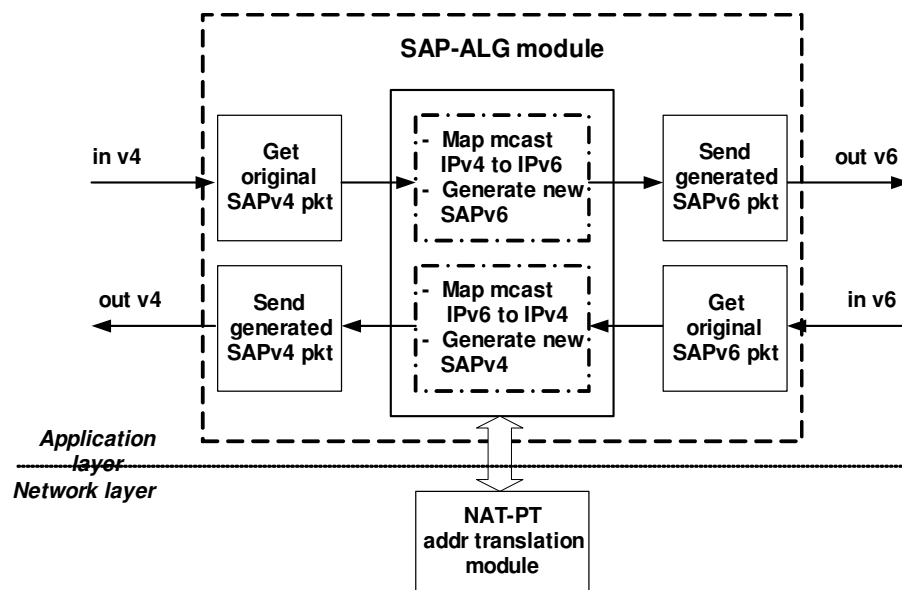 SAP-ALG module
in v4
Get
original
SAPv4 pkt
- Map mcast
IPv4 to IPv6
- Generate new
SAPv6
Send
generated
SAPv6 pkt
out v6
out v4
Send
generated
SAPv4 pkt
- Map mcast
IPv6 to IPv4
- Generate new
SAPv4
Get
original
SAPv6 pkt
in v6
Application
layer
Network layer
NAT-PT
addr translation
module